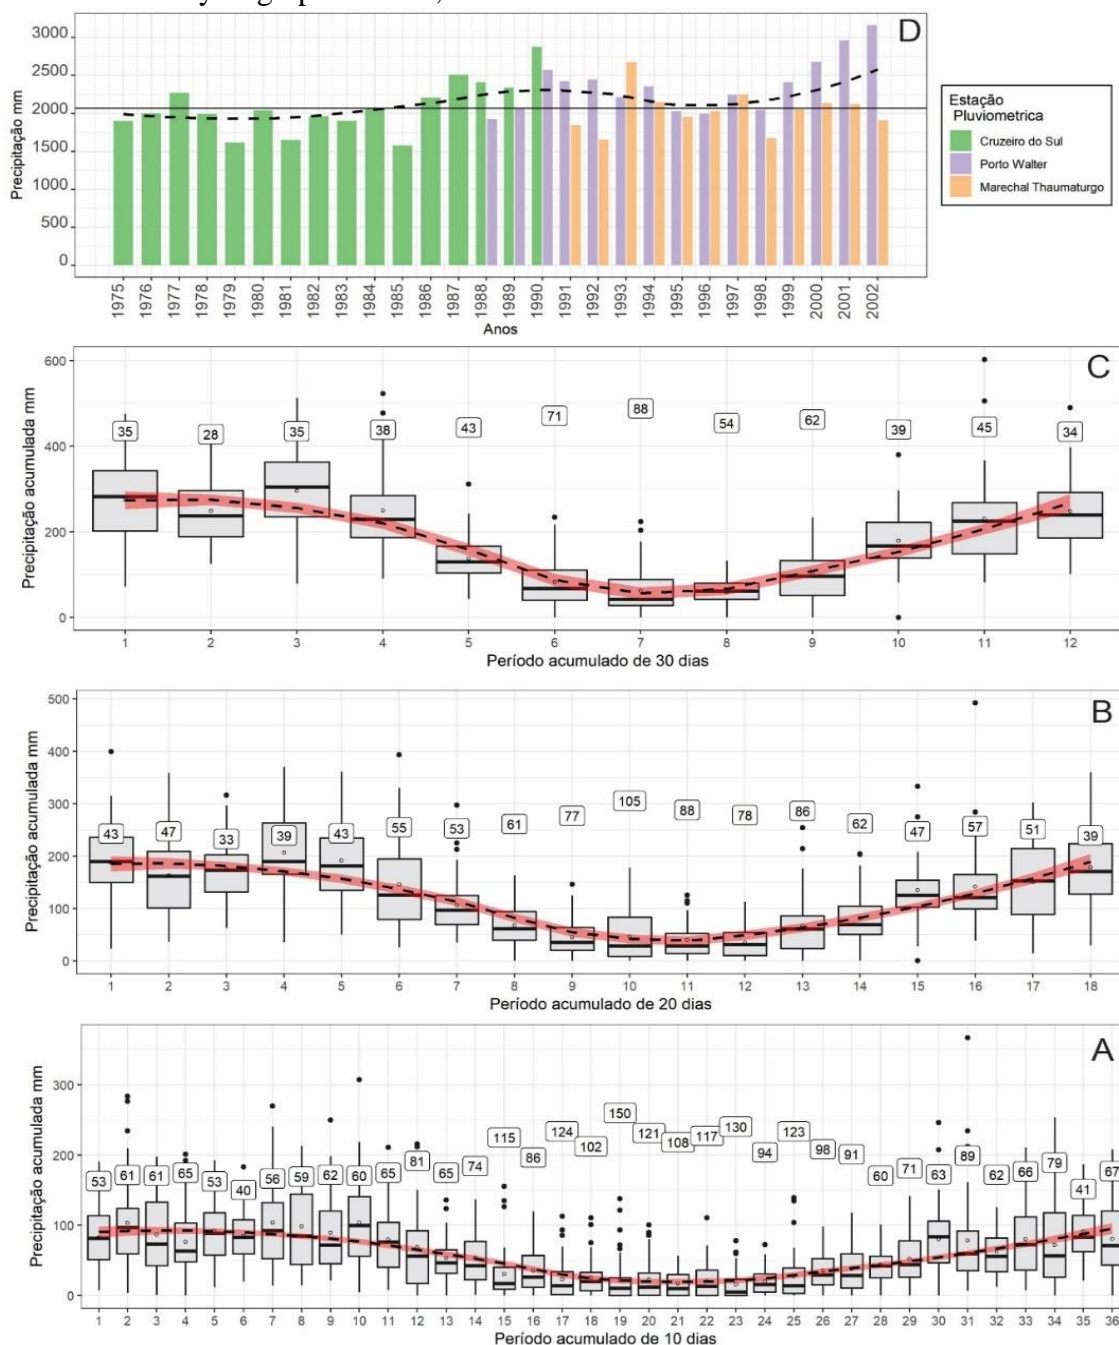 D
Precipitação mm
3000
2500
2000
1500
1000
500
0
1975 1976 1977 1978 1979 1980 1981 1982 1983 1984 1985 1986 1987 1988 1989 1990 1991 1992 1993 1994 1995 1996 1997 1998 1999 2000 2001 2002
Anos
Estação
Pluviometrica
Cruzeiro do Sul
Porto Walter
Marechal Thaumaturgo
C
Precipitação acumulada mm
600
400
200
0
35 28 35 38 43 71 88 54 62 39 45 34
1 2 3 4 5 6 7 8 9 10 11 12
Período acumulado de 30 dias
B
Precipitação acumulada mm
500
400
300
200
100
0
43 47 33 39 43 55 53 61 77 105 88 78 86 62 47 57 51 39
1 2 3 4 5 6 7 8 9 10 11 12 13 14 15 16 17 18
Período acumulado de 20 dias
A
Precipitação acumulada mm
300
200
100
0
53 61 61 65 53 40 56 59 62 60 65 81 65 74 115 86 124 102 150 121 108 117 130 94 123 98 91 60 71 63 89 62 66 79 41 67
1 2 3 4 5 6 7 8 9 10 11 12 13 14 15 16 17 18 19 20 21 22 23 24 25 26 27 28 29 30 31 32 33 34 35 36
Período acumulado de 10 dias